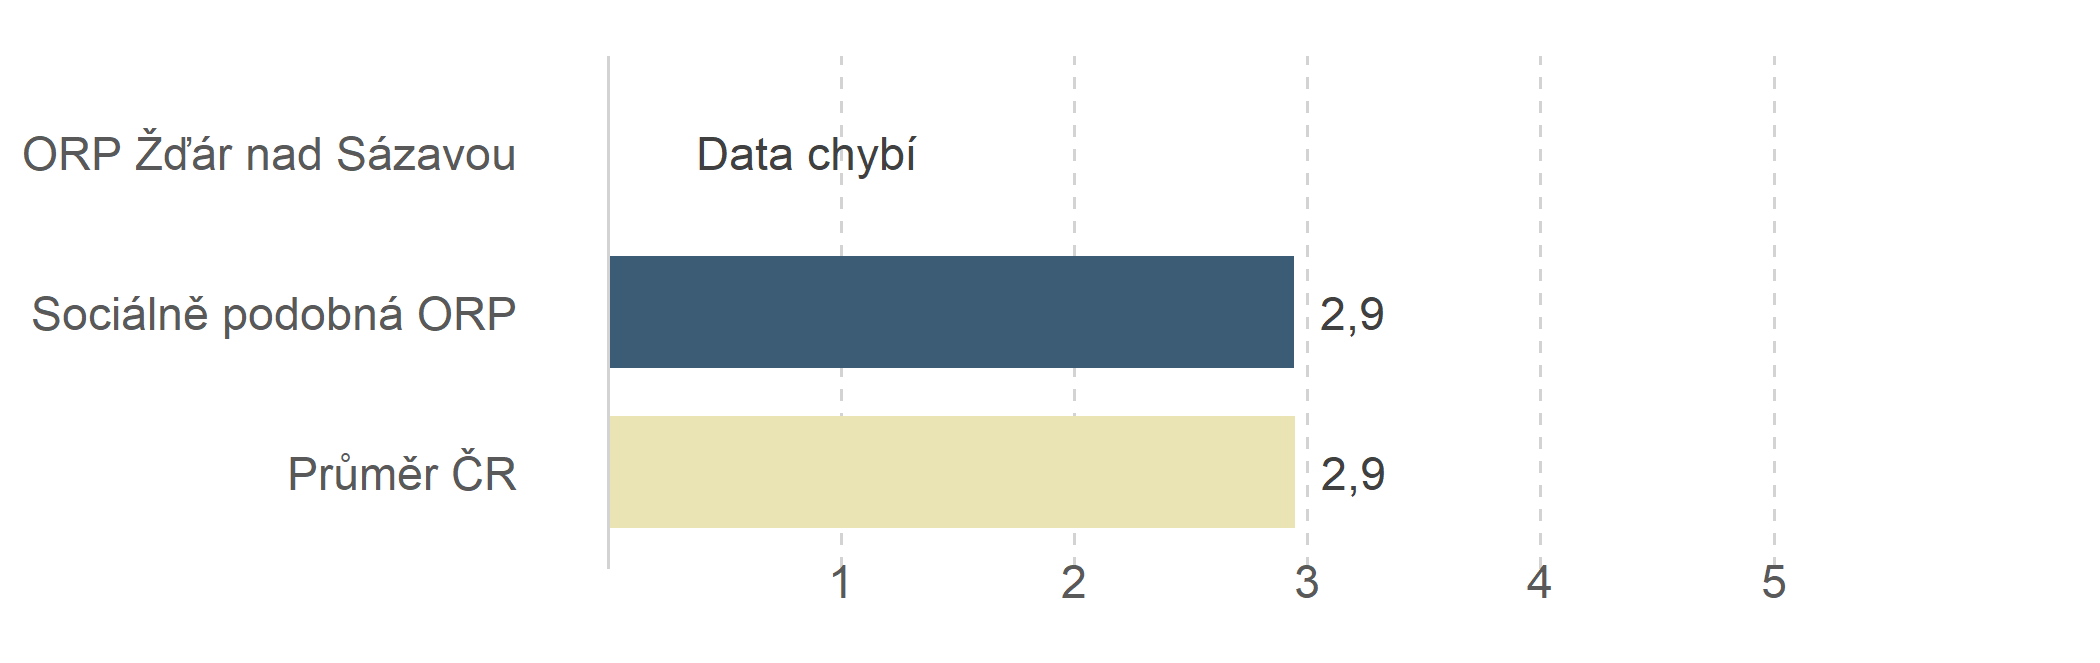 ORP Žďár nad Sázavou Data chybí
Sociálně podobná ORP 2,9
Průměr ČR 2,9
1 2 3 4 5